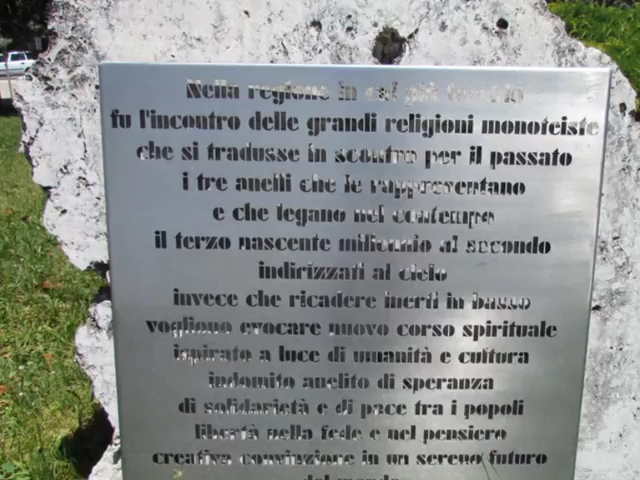 Nella regione in cui già
fu l'incontro delle grandi religioni monoteiste
che si tradusse in scontro per il passato
i tre anelli che le rappresentano
e che legano nel contempo
il terzo nascente millennio al secondo
indirizzati al cielo
invece che ricadere inerti in basso
vogliono evocare nuovo corso spirituale
ispirato a luce di umanità e cultura
indomito anelito di speranza
di solidarietà e di pace tra i popoli
libertà nella fede e nel pensiero
creativa convinzione in un sereno futuro
del mondo